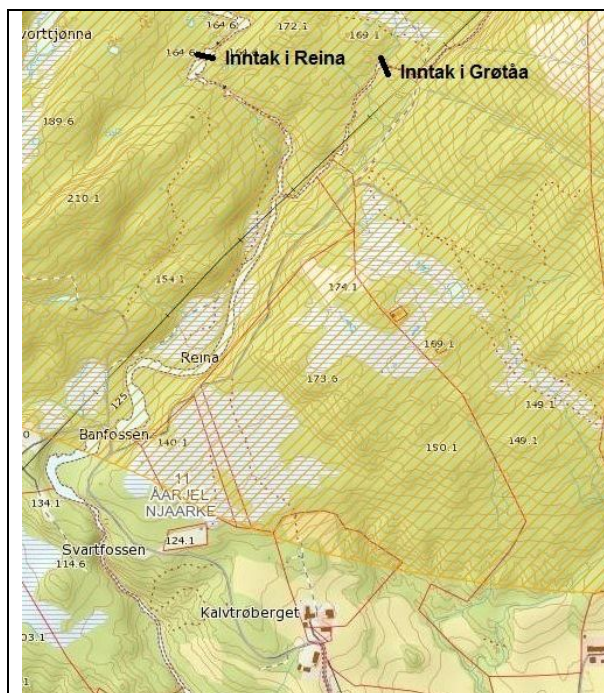 164.6
172.1
169.1
vorttjønna
164.6
Inntak i Reina
Inntak i Grøtåa
189.6
210.1
154.1
174.1
Reina
169.1
173.6
125
149.1
Banfossen
140.1
150.1
149.1
11
ÅARJEL
NJAARKE
134.1
124.1
Svartfossen
114.6
Kalvtrøberget
03.1